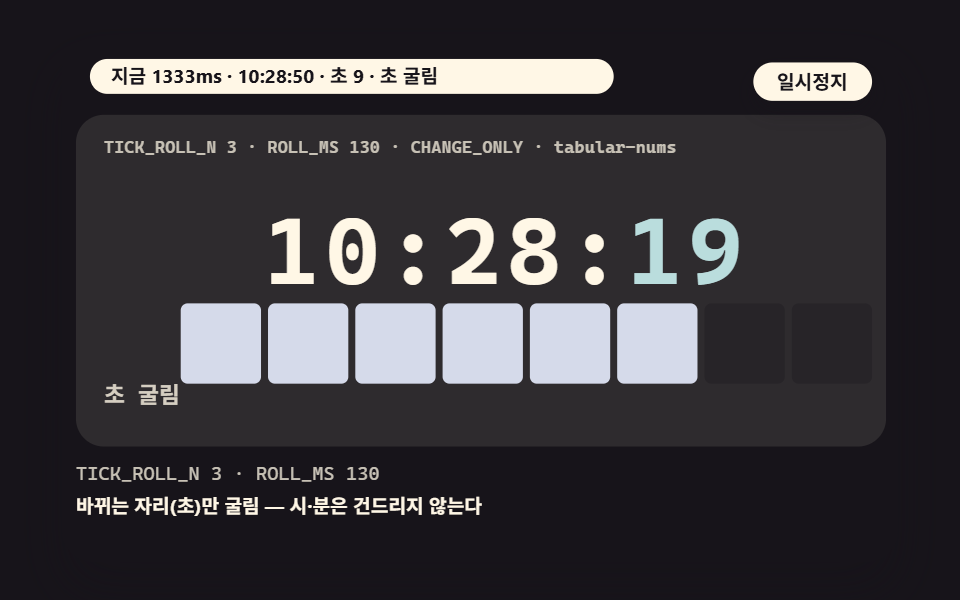 지금 1333ms · 10:28:50 · 초 9 · 초 굴림
일시정지
TICK_ROLL_N 3 · ROLL_MS 130 · CHANGE_ONLY · tabular-nums
10:28:19
초 굴림
TICK_ROLL_N 3 · ROLL_MS 130
바뀌는 자리(초)만 굴림 — 시·분은 건드리지 않는다